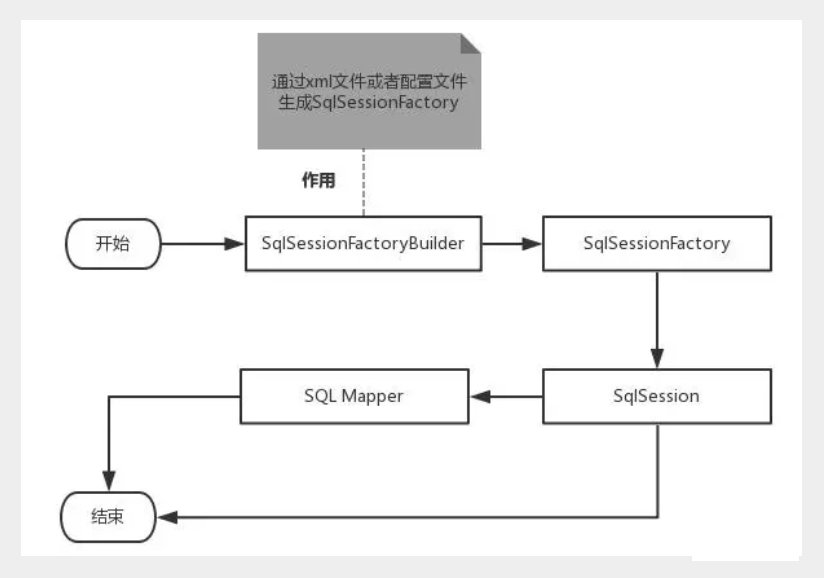 通过xml文件或者配置文件
生成SqlSessionFactory
作用
开始
SqlSessionFactoryBuilder
SqlSessionFactory
SQL Mapper
SqlSession
结束